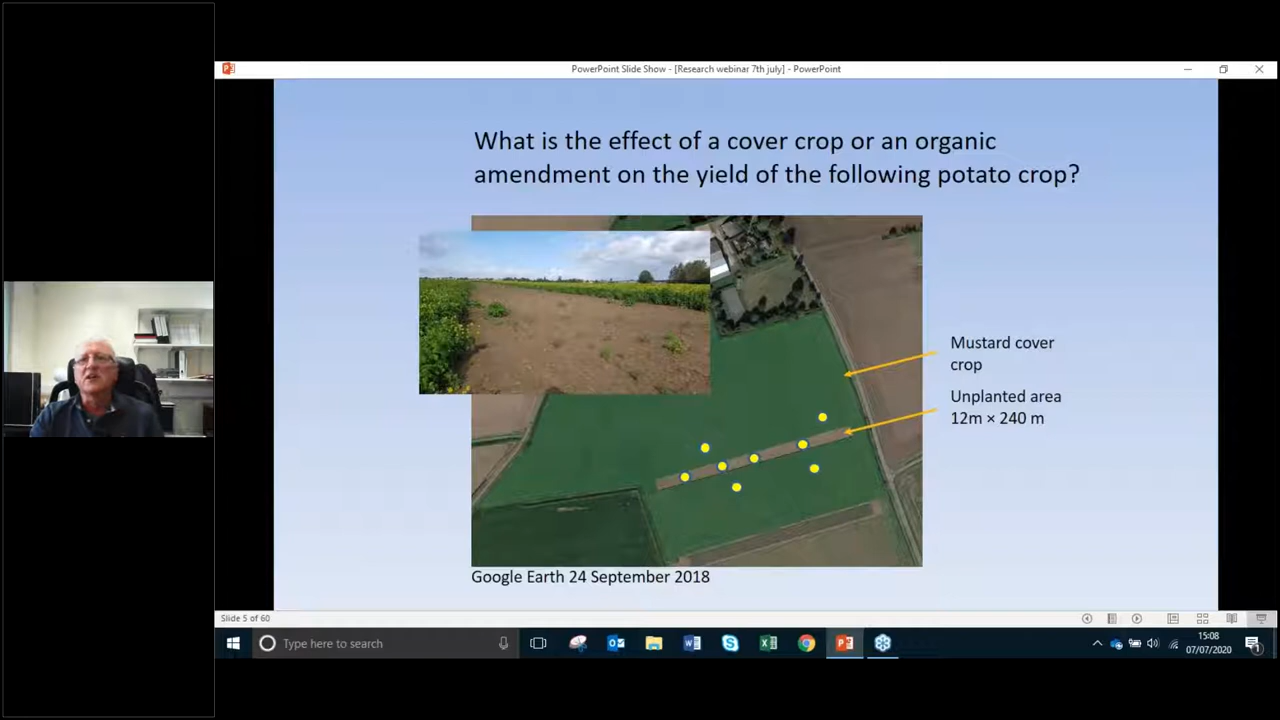 PowerPoint Slide Show - [Research webinar 7th july] - PowerPoint
What is the effect of a cover crop or an organic
amendment on the yield of the following potato crop?
Mustard cover
crop
Unplanted area
12m × 240 m
Google Earth 24 September 2018
Slide 5 of 60
Type here to search
15:08
07/07/2020